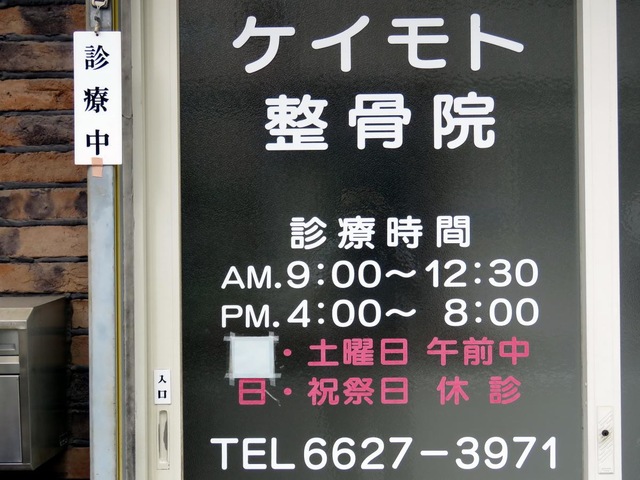 診療中
ケイモト
整骨院
診療時間
AM.9:00～12:30
PM.4:00～ 8:00
・土曜日 午前中
日・祝祭日 休診
入口
TEL6627-3971